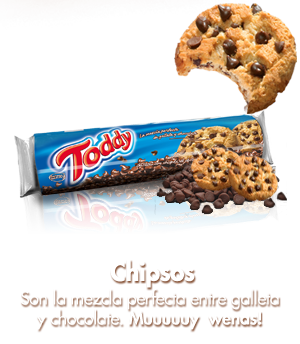 Toddy
Chipsos
Son la mezcla perfecta entre galleta
y chocolate. Muuuuuy wenas!